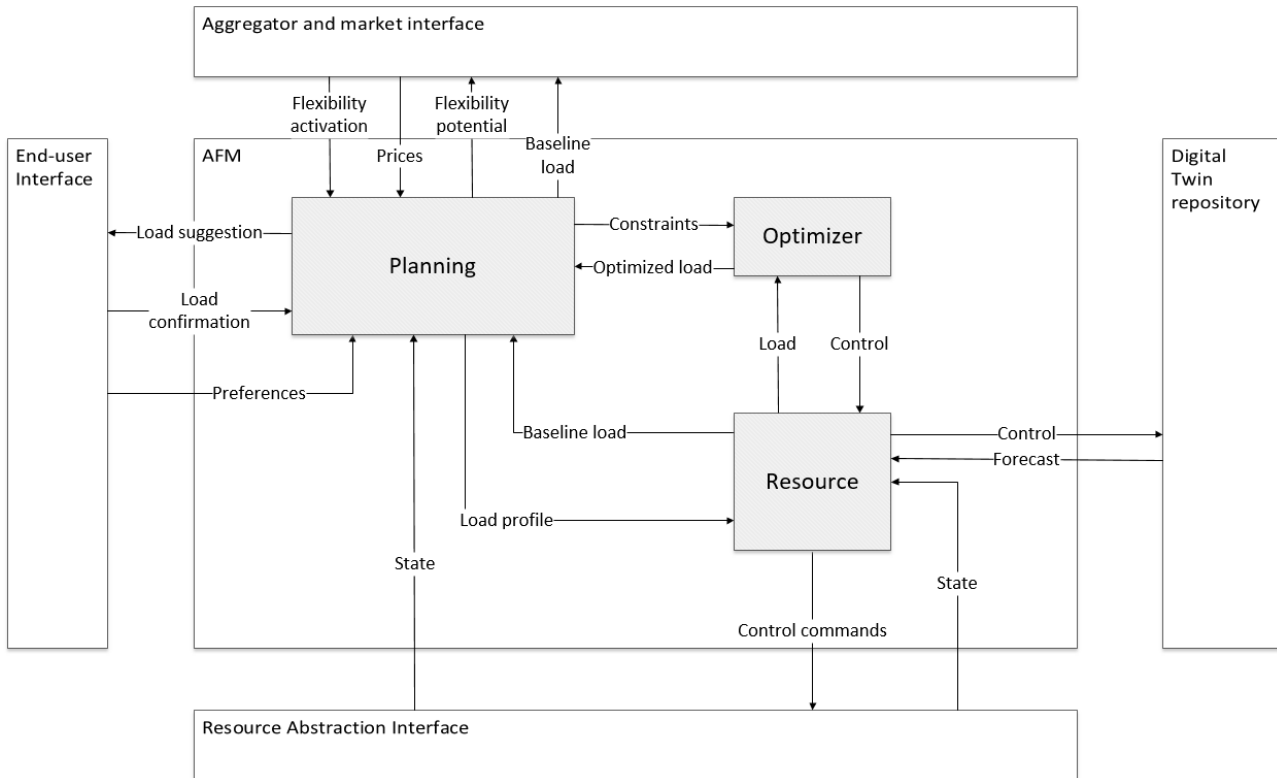 Aggregator and market interface
Flexibility
activation
Prices
Flexibility
potential
Baseline
load
End-user
Interface
AFM
Digital
Twin
repository
Load suggestion
Planning
Constraints
Optimizer
Optimized load
Load
confirmation
Load
Control
Preferences
Baseline load
Control
Forecast
Resource
Load profile
State
State
Control commands
Resource Abstraction Interface